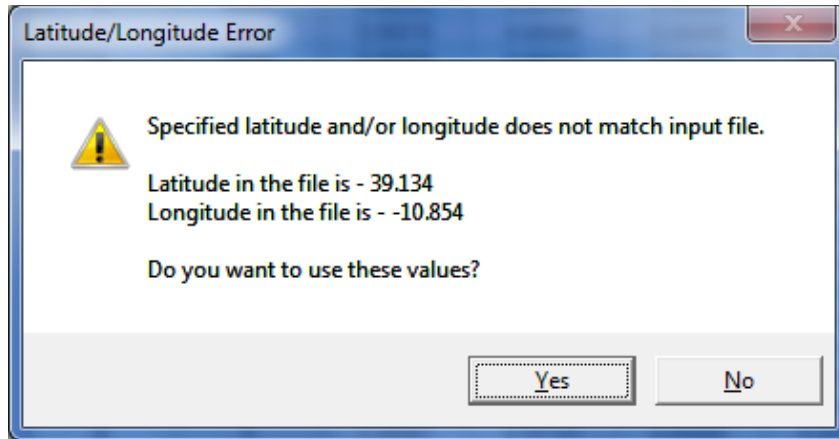 Latitude/Longitude Error
Specified latitude and/or longitude does not match input file.
Latitude in the file is - 39.134
Longitude in the file is - -10.854
Do you want to use these values?
Yes No